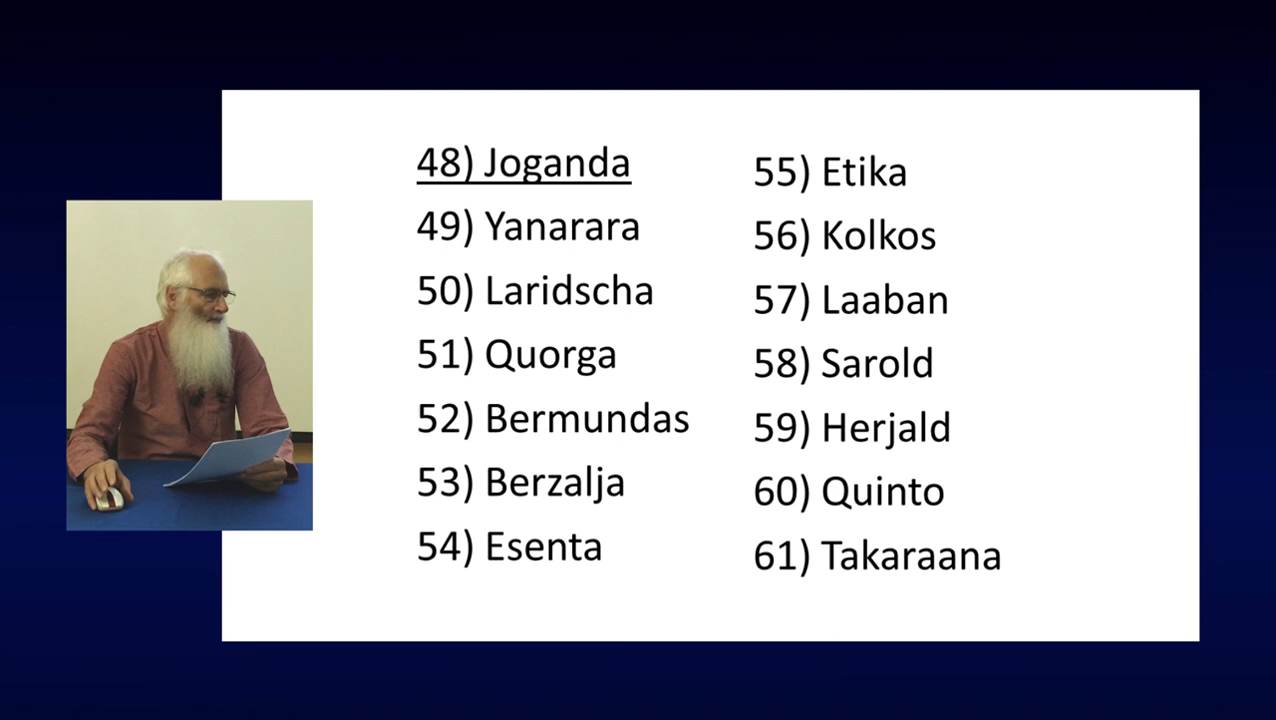 48) Joganda
49) Yanarara
50) Laridscha
51) Quorga
52) Bermundas
53) Berzalja
54) Esenta
55) Etika
56) Kolkos
57) Laaban
58) Sarold
59) Herjald
60) Quinto
61) Takaraana